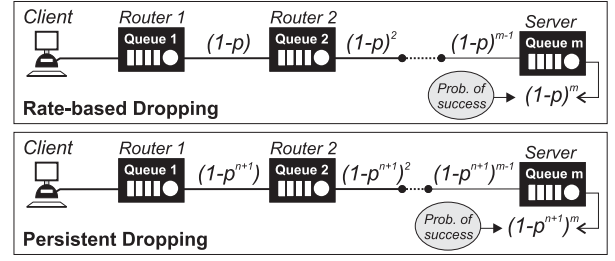 Client Router 1 Router 2 Server
Queue 1 (1-p) Queue 2 (1-p)² (1-p)ᵐ⁻¹ Queue m
Prob. of
success (1-p)ᵐ
Rate-based Dropping
Client Router 1 Router 2 Server
Queue 1 (1-pⁿ⁺¹) Queue 2 (1-pⁿ⁺¹)² (1-pⁿ⁺¹)ᵐ⁻¹ Queue m
Prob. of
success (1-pⁿ⁺¹)ᵐ
Persistent Dropping